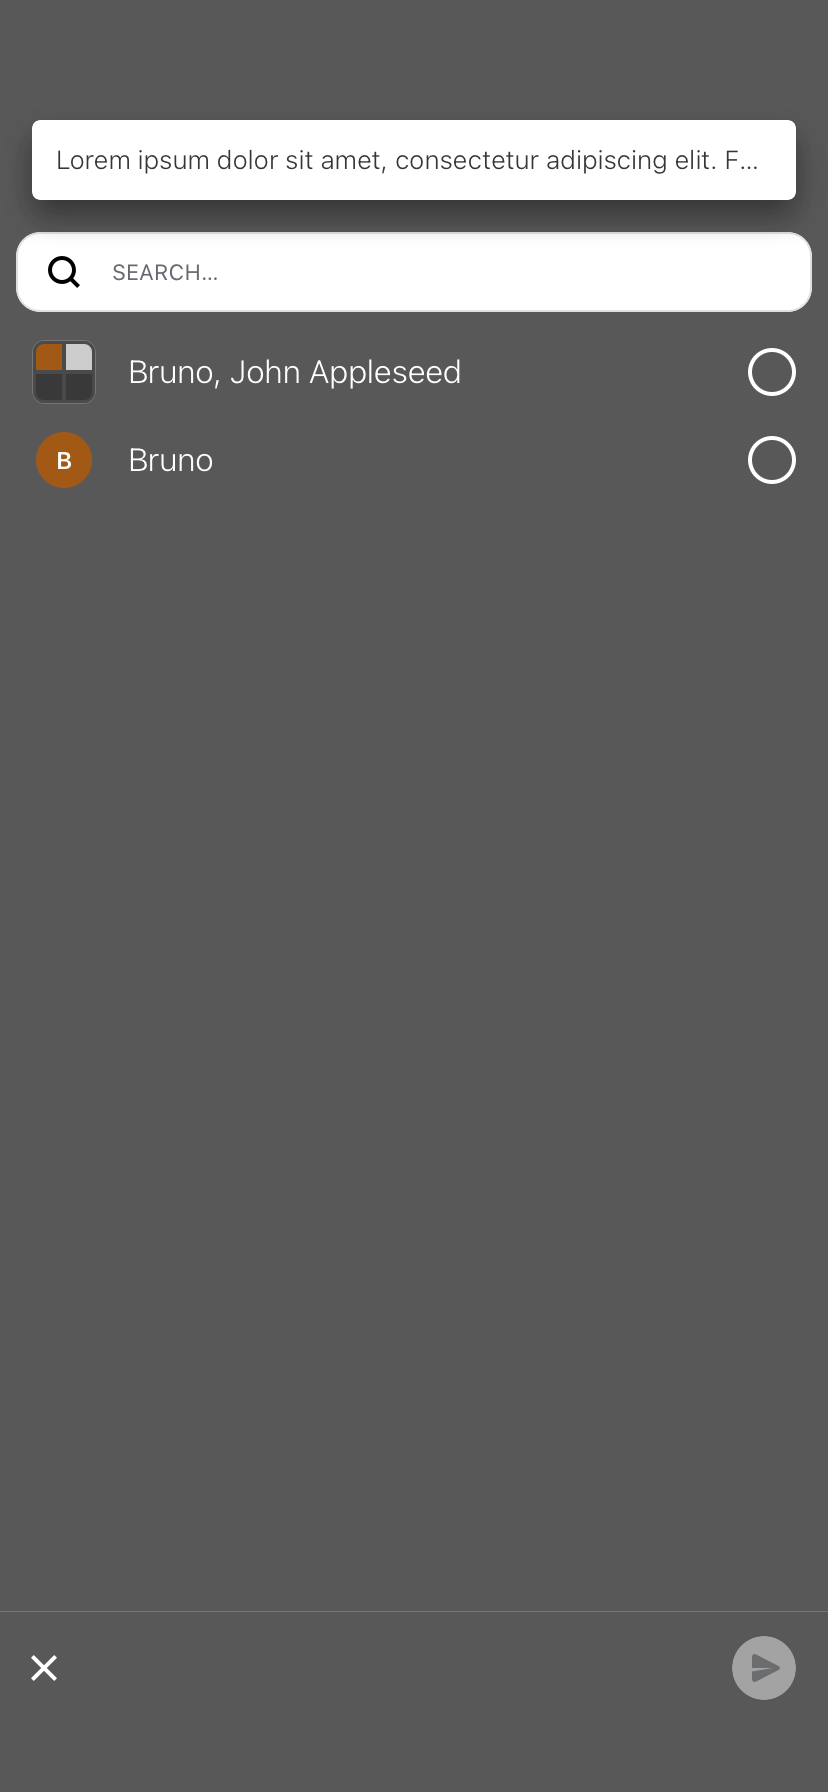 Lorem ipsum dolor sit amet, consectetur adipiscing elit. F...
SEARCH...
Bruno, John Appleseed
B
Bruno